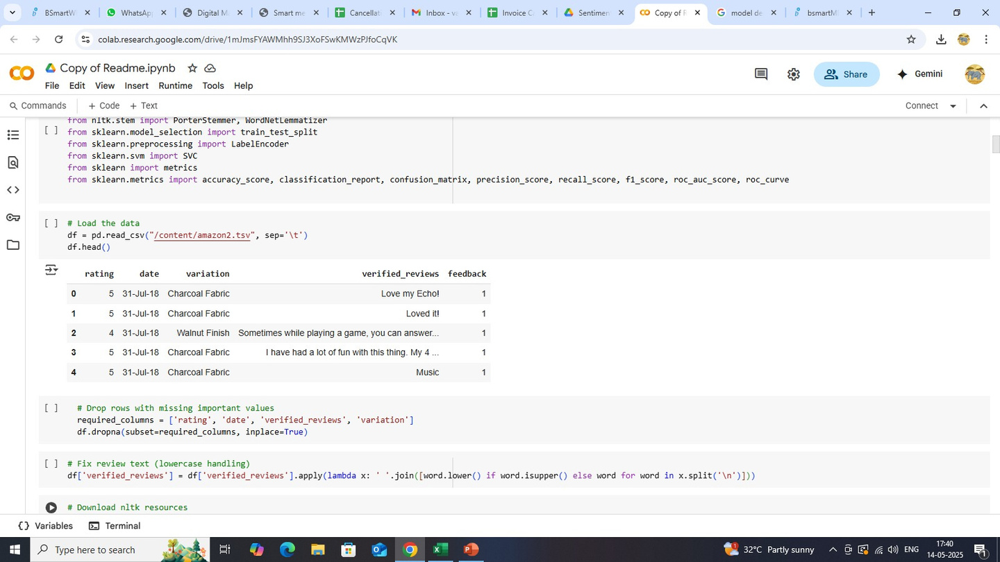 BSmartW
WhatsApp
Digital M
Smart me
Cancellati
Inbox - va
Invoice C
Sentimen
Copy of R
model de
bsmartM
colab.research.google.com/drive/1mJmsFYAWMhh9SJ3XoFSwKMWzPJfoCqVK
Copy of Readme.ipynb
File Edit View Insert Runtime Tools Help
Share
Gemini
Commands + Code + Text
Connect
from nltk.stem import PorterStemmer, WordNetLemmatizer
[ ] from sklearn.model_selection import train_test_split
from sklearn.preprocessing import LabelEncoder
from sklearn.svm import SVC
from sklearn import metrics
from sklearn.metrics import accuracy_score, classification_report, confusion_matrix, precision_score, recall_score, f1_score, roc_auc_score, roc_curve
[ ] # Load the data
df = pd.read_csv("/content/amazon2.tsv", sep='\t')
df.head()
rating date variation verified_reviews feedback
0 5 31-Jul-18 Charcoal Fabric Love my Echo! 1
1 5 31-Jul-18 Charcoal Fabric Loved it! 1
2 4 31-Jul-18 Walnut Finish Sometimes while playing a game, you can answer... 1
3 5 31-Jul-18 Charcoal Fabric I have had a lot of fun with this thing. My 4 ... 1
4 5 31-Jul-18 Charcoal Fabric Music 1
[ ] # Drop rows with missing important values
required_columns = ['rating', 'date', 'verified_reviews', 'variation']
df.dropna(subset=required_columns, inplace=True)
[ ] # Fix review text (lowercase handling)
df['verified_reviews'] = df['verified_reviews'].apply(lambda x: ' '.join([word.lower() if word.isupper() else word for word in x.split('\n')]))
# Download nltk resources
Variables Terminal
Type here to search
32°C Partly sunny
ENG
17:40
14-05-2025
1